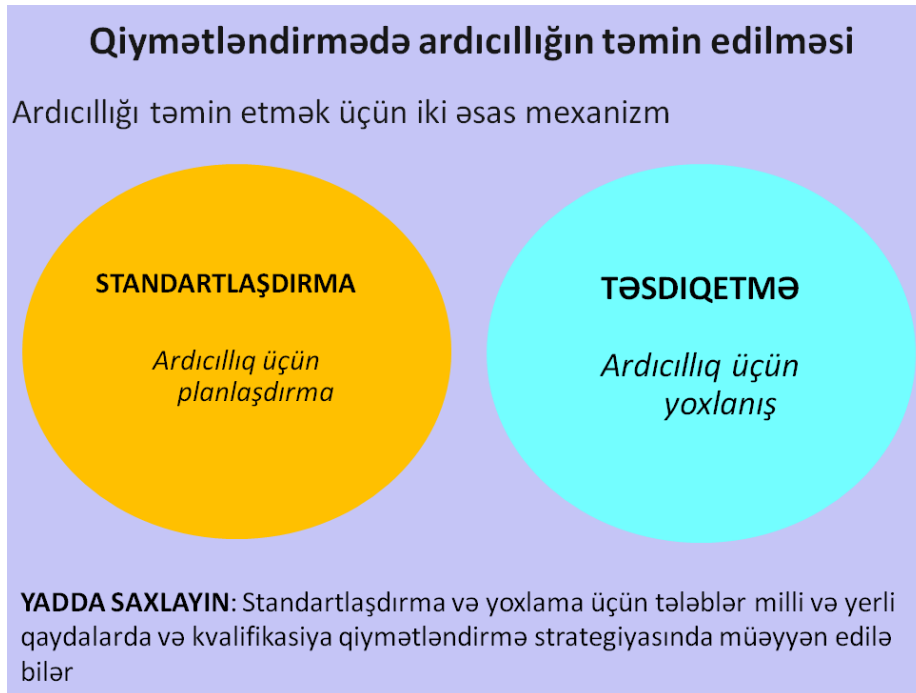 Qiymətləndirmədə ardıcıllığın təmin edilməsi
Ardıcıllığı təmin etmək üçün iki əsas mexanizm
STANDARTLAŞDIRMA
Ardıcıllıq üçün
planlaşdırma
TƏSDIQETMƏ
Ardıcıllıq üçün
yoxlanış
YADDA SAXLAYIN: Standartlaşdırma və yoxlama üçün tələblər milli və yerli
qaydalarda və kvalifikasiya qiymətləndirmə strategiyasında müəyyən edilə
bilər